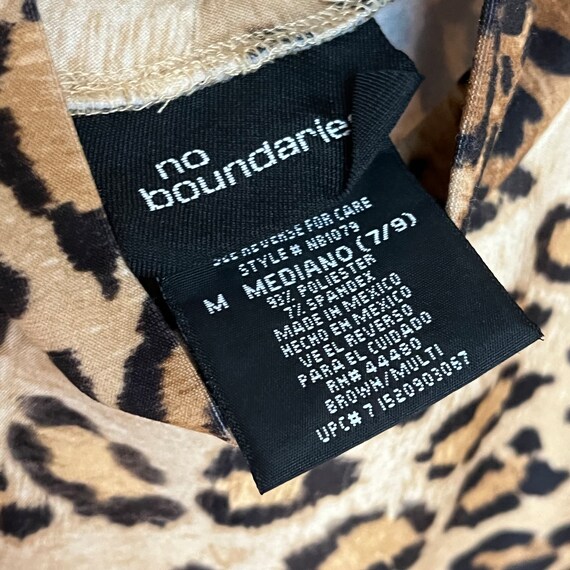 no
boundaries
SEE REVERSE FOR CARE
STYLE # NB1079
M MEDIANO (7/9)
93% POLIESTER
7% SPANDEX
MADE IN MEXICO
HECHO EN MEXICO
VE EL REVERSO
PARA EL CUIDADO
RN# 44460
BROWN/MULTI
UPC# 7 1520903067